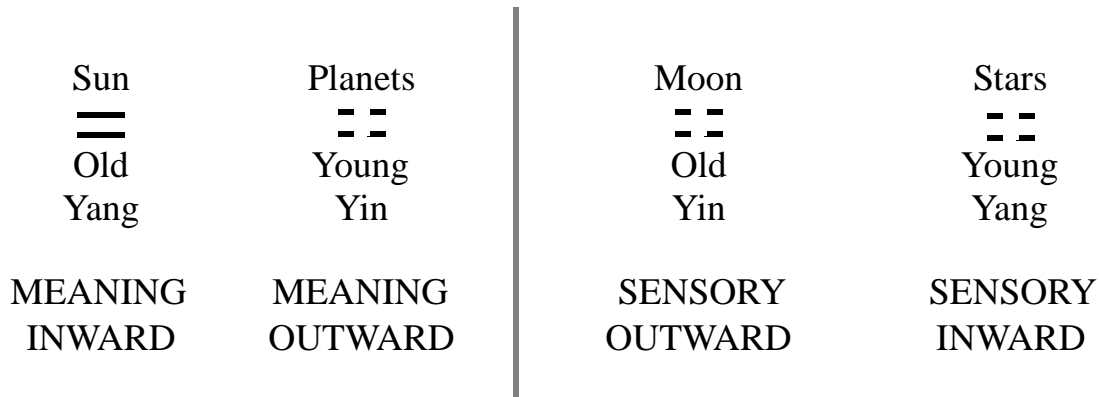 Sun
Old
Yang
MEANING
INWARD
Planets
Young
Yin
MEANING
OUTWARD
Moon
Old
Yin
SENSORY
OUTWARD
Stars
Young
Yang
SENSORY
INWARD